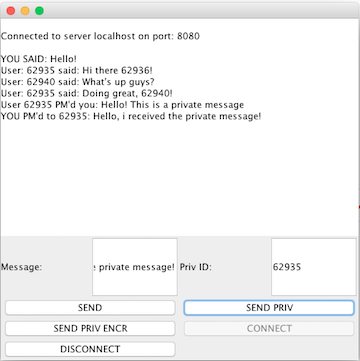 Connected to server localhost on port: 8080
YOU SAID: Hello!
User: 62935 said: Hi there 62936!
User: 62940 said: What's up guys?
User: 62935 said: Doing great, 62940!
User 62935 PM'd you: Hello! This is a private message
YOU PM'd to 62935: Hello, i received the private message!
Message: private message! Priv ID: 62935
SEND SEND PRIV
SEND PRIV ENCR CONNECT
DISCONNECT